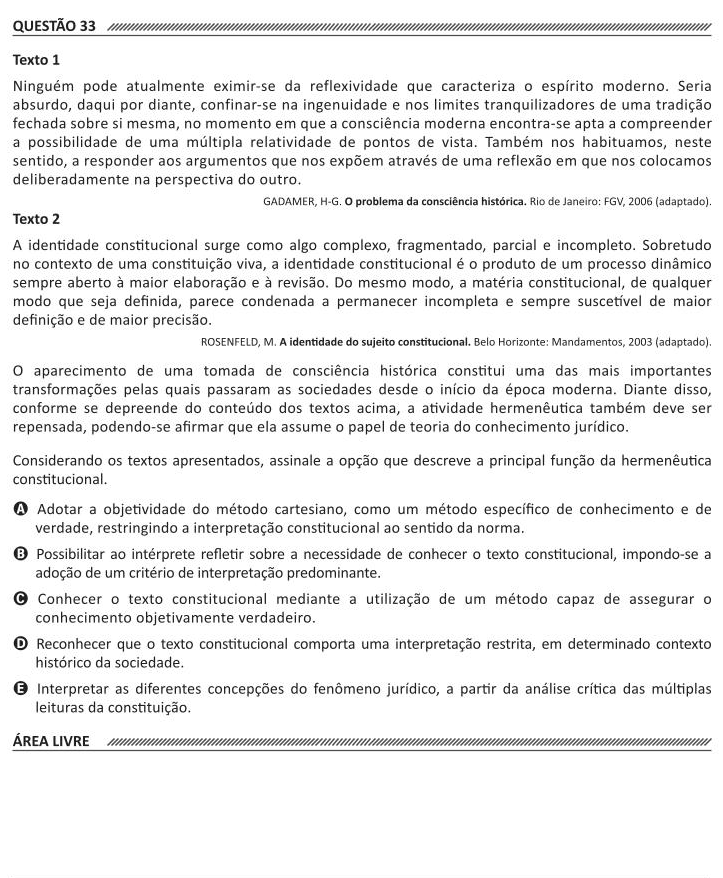 QUESTÃO 33
Texto 1
Ninguém pode atualmente eximir-se da reflexividade que caracteriza o espírito moderno. Seria
absurdo, daqui por diante, confinar-se na ingenuidade e nos limites tranquilizadores de uma tradição
fechada sobre si mesma, no momento em que a consciência moderna encontra-se apta a compreender
a possibilidade de uma múltipla relatividade de pontos de vista. Também nos habituamos, neste
sentido, a responder aos argumentos que nos expõem através de uma reflexão em que nos colocamos
deliberadamente na perspectiva do outro.
GADAMER, H-G. O problema da consciência histórica. Rio de Janeiro: FGV, 2006 (adaptado).
Texto 2
A identidade constitucional surge como algo complexo, fragmentado, parcial e incompleto. Sobretudo
no contexto de uma constituição viva, a identidade constitucional é o produto de um processo dinâmico
sempre aberto à maior elaboração e à revisão. Do mesmo modo, a matéria constitucional, de qualquer
modo que seja definida, parece condenada a permanecer incompleta e sempre suscetível de maior
definição e de maior precisão.
ROSENFELD, M. A identidade do sujeito constitucional. Belo Horizonte: Mandamentos, 2003 (adaptado).
O aparecimento de uma tomada de consciência histórica constitui uma das mais importantes
transformações pelas quais passaram as sociedades desde o início da época moderna. Diante disso,
conforme se depreende do conteúdo dos textos acima, a atividade hermenêutica também deve ser
repensada, podendo-se afirmar que ela assume o papel de teoria do conhecimento jurídico.
Considerando os textos apresentados, assinale a opção que descreve a principal função da hermenêutica
constitucional.
A Adotar a objetividade do método cartesiano, como um método específico de conhecimento e de
verdade, restringindo a interpretação constitucional ao sentido da norma.
B Possibilitar ao intérprete refletir sobre a necessidade de conhecer o texto constitucional, impondo-se a
adoção de um critério de interpretação predominante.
C Conhecer o texto constitucional mediante a utilização de um método capaz de assegurar o
conhecimento objetivamente verdadeiro.
D Reconhecer que o texto constitucional comporta uma interpretação restrita, em determinado contexto
histórico da sociedade.
E Interpretar as diferentes concepções do fenômeno jurídico, a partir da análise crítica das múltiplas
leituras da constituição.
ÁREA LIVRE